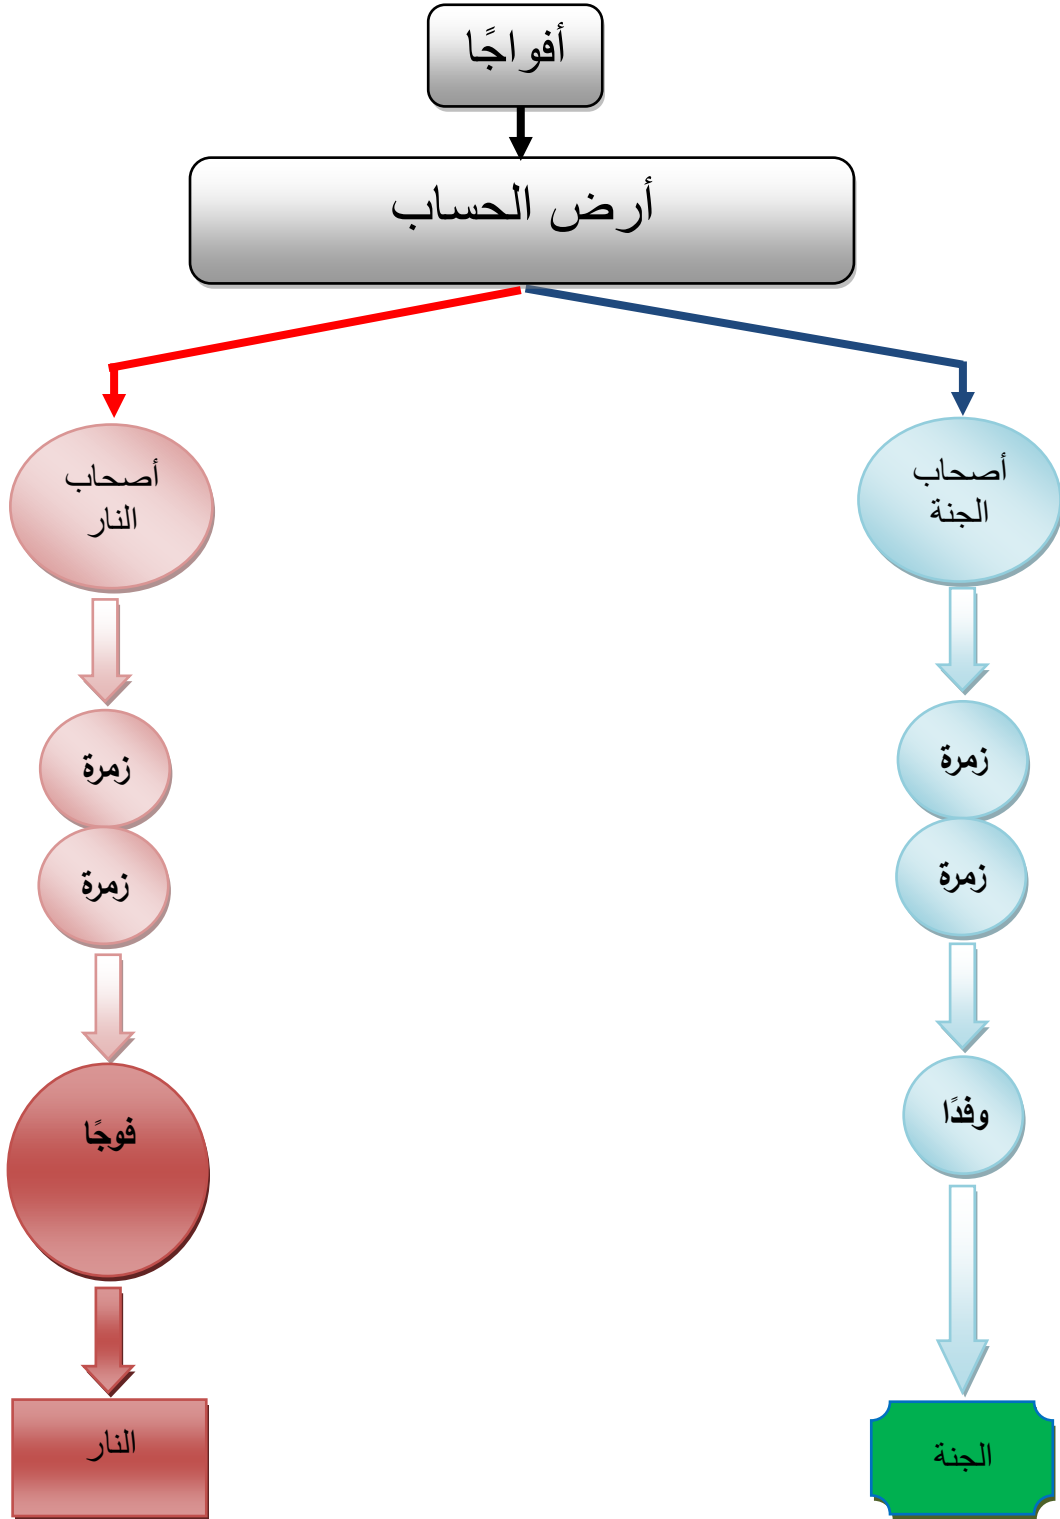 أفواجًا
أرض الحساب
أصحاب
الجنة
أصحاب
النار
زمرة
زمرة
زمرة
زمرة
وفدًا
فوجًا
الجنة
النار